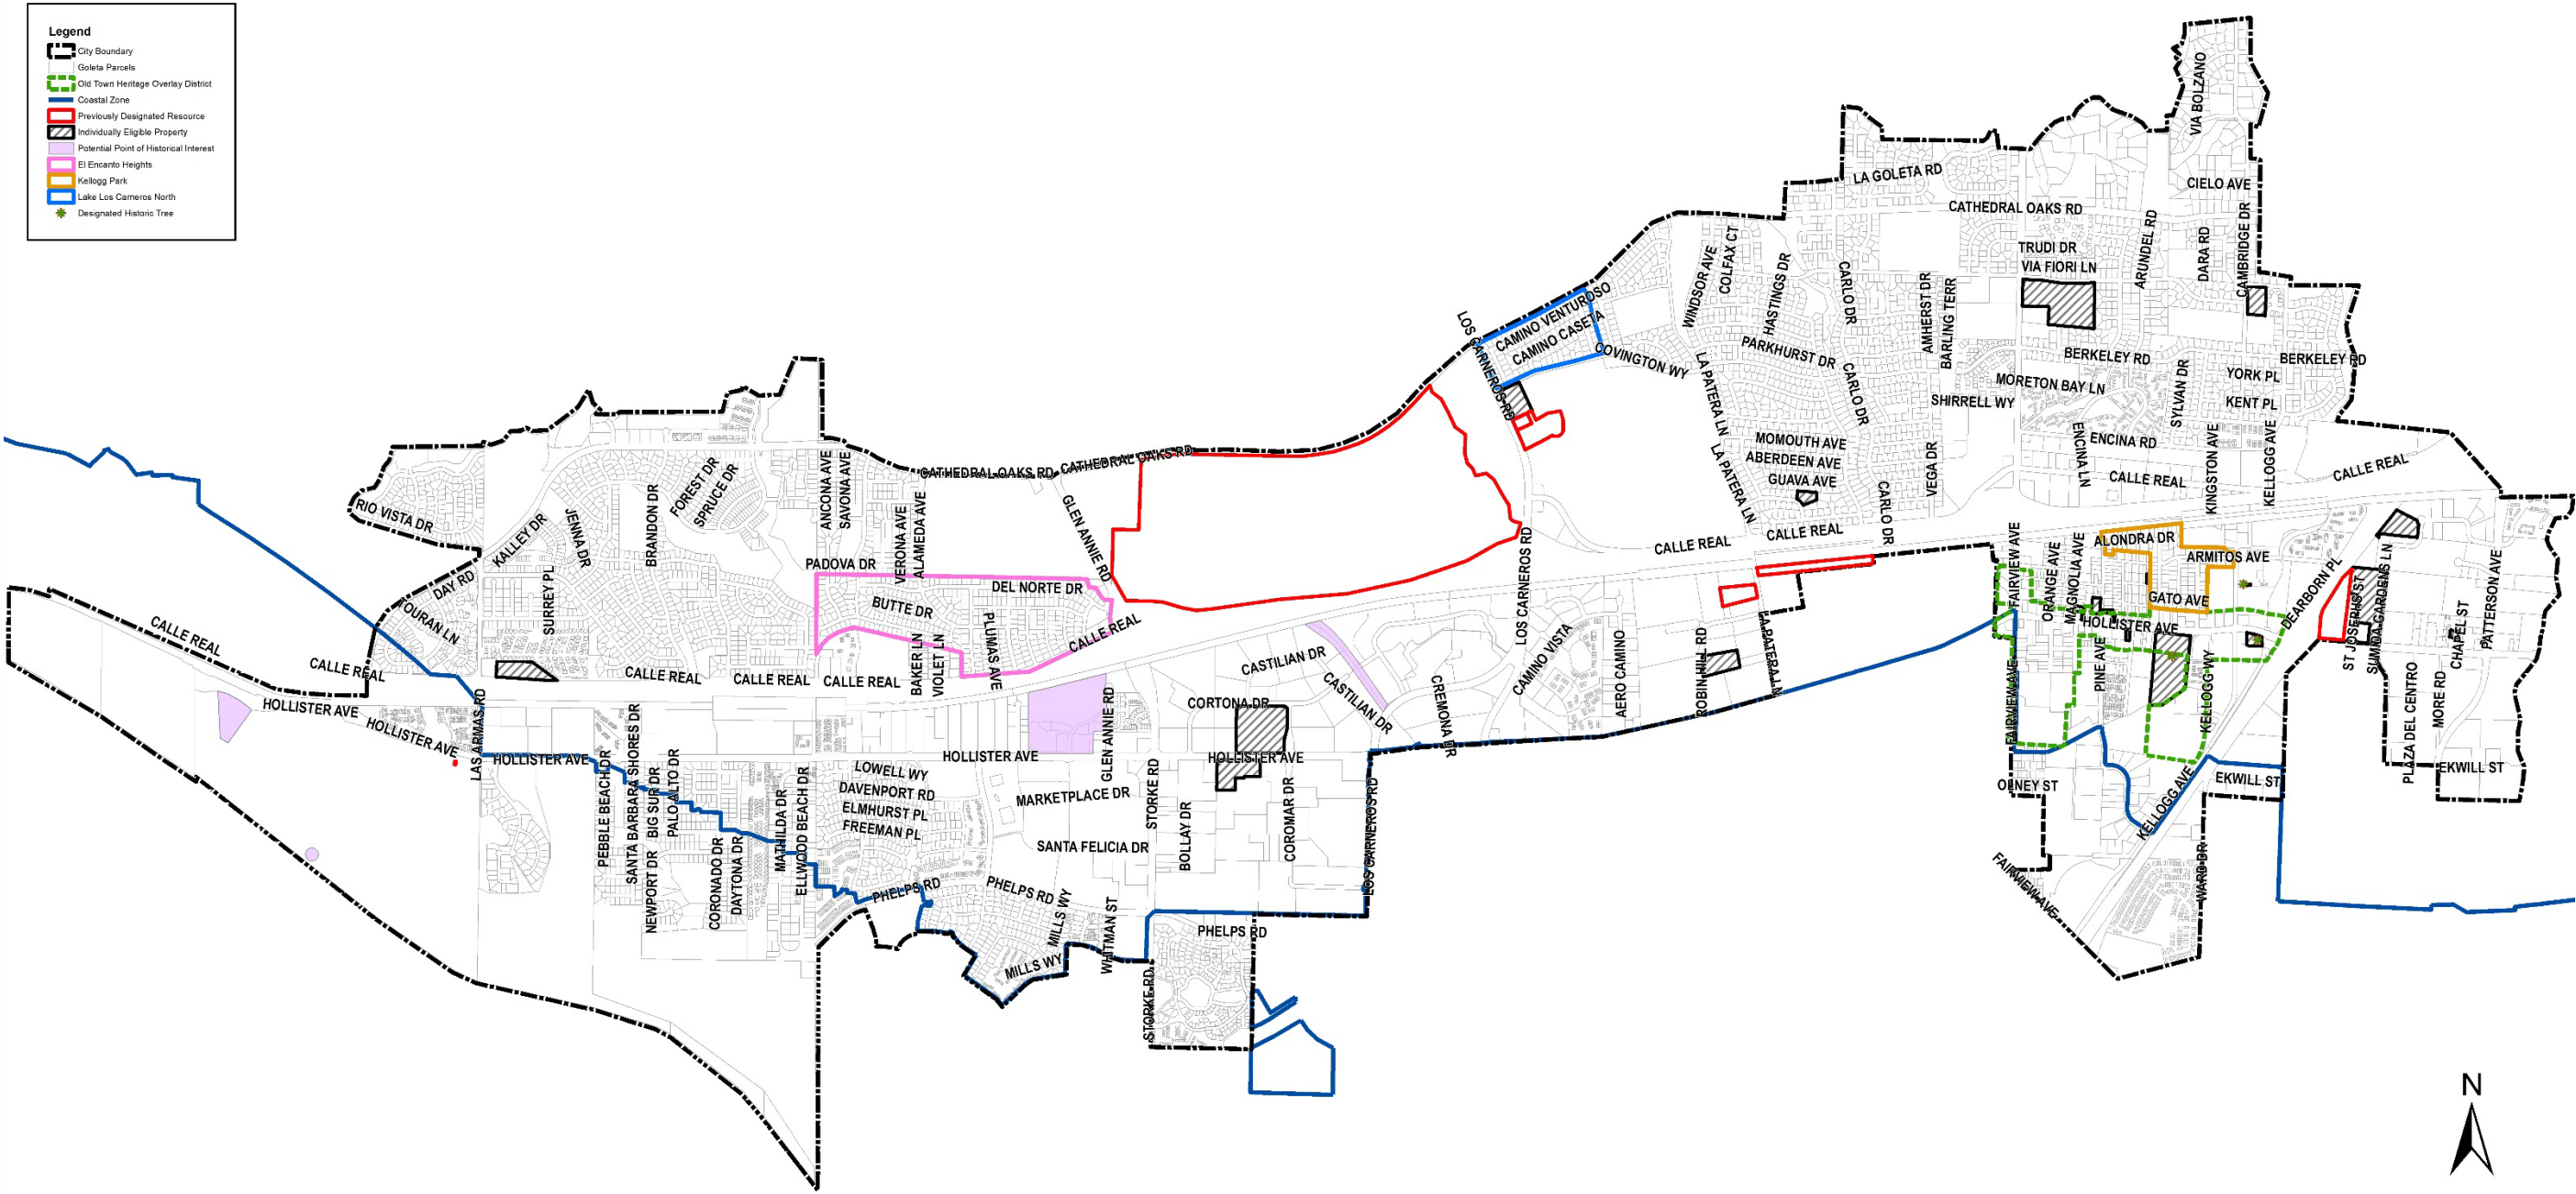 Legend
City Boundary
Goleta Parcels
Old Town Heritage Overlay District
Coastal Zone
Previously Designated Resource
Individually Eligible Property
Potential Point of Historical Interest
El Encanto Heights
Kellogg Park
Lake Los Carneros North
Designated Historic Tree
VIA BOLZANO
LA GOLETA RD
CIELO AVE
CATHEDRAL OAKS RD
TRUDI DR
VIA FIORI LN
ARUNDEL RD
DARA RD
CAMBRIDGE DR
WINDSOR AVE
COLFAX CT
HASTINGS DR
CARLO DR
AMHERST DR
BARLING TERR
LOS CARNEROS RD
CAMINO VENTUROSO
CAMINO CASETA
COVINGTON WY
LA PATERA LN
PARKHURST DR
CARLO DR
BERKELEY RD
BERKELEY RD
MORETON BAY LN
SYLVAN DR
YORK PL
SHIRRELL WY
KENT PL
MOMOUTH AVE
ABERDEEN AVE
GUAVA AVE
LA PATERA LN
VEGA DR
ENCINA LN
ENCINA RD
KINGSTON AVE
KELLOGG AVE
CALLE REAL
CALLE REAL
CARLO DR
CALLE REAL
CALLE REAL
LOS CARNEROS RD
CATHEDRAL OAKS RD
CATHEDRAL OAKS RD
GLEN ANNIE RD
ANCONA AVE
SAVONA AVE
VERONA AVE
ALAMEDA AVE
FOREST DR
SPRUCE DR
BRANDON DR
JENNA DR
KALLEY DR
RIO VISTA DR
DAY RD
TOURAN LN
SURREY PL
PADOVA DR
DEL NORTE DR
BUTTE DR
PLUMAS AVE
CALLE REAL
BAKER LN
VIOLET LN
CALLE REAL
CALLE REAL
CALLE REAL
CALLE REAL
CALLE REAL
HOLLISTER AVE
HOLLISTER AVE
LAS ARMAS RD
HOLLISTER AVE
PEBBLE BEACH DR
SANTA BARBARA SHORES DR
BIG SUR DR
PALO ALTO DR
NEWPORT DR
CORONADO DR
DAYTONA DR
MATHILDA DR
ELLWOOD BEACH DR
HOLLISTER AVE
LOWELL WY
DAVENPORT RD
ELMHURST PL
FREEMAN PL
PHELPS RD
PHELPS RD
MILLS WY
MILLS WY
WHITMAN ST
MARKETPLACE DR
SANTA FELICIA DR
GLEN ANNIE RD
STORKE RD
BOLLAY DR
COROMAR DR
PHELPS RD
STORKE RD
CORTONA DR
HOLLISTER AVE
CASTILIAN DR
CASTILIAN DR
CREMONA DR
LOS CARNEROS RD
CAMINO VISTA
AERO CAMINO
ROBIN HILL RD
LA PATERA LN
FAIRVIEW AVE
ORANGE AVE
MAGNOLIA AVE
ALONDRA DR
ARMITOS AVE
GATO AVE
HOLLISTER AVE
PINE AVE
KELLOGG WY
FAIRVIEW AVE
DEARBORN PL
ST JOSEPHS ST
SUMIDA GARDENS LN
CHAPEL ST
PATTERSON AVE
PLAZA DEL CENTRO
MORE RD
EKWILL ST
EKWILL ST
OLNEY ST
KELLOGG AVE
WARD DR
FAIRVIEW AVE
N